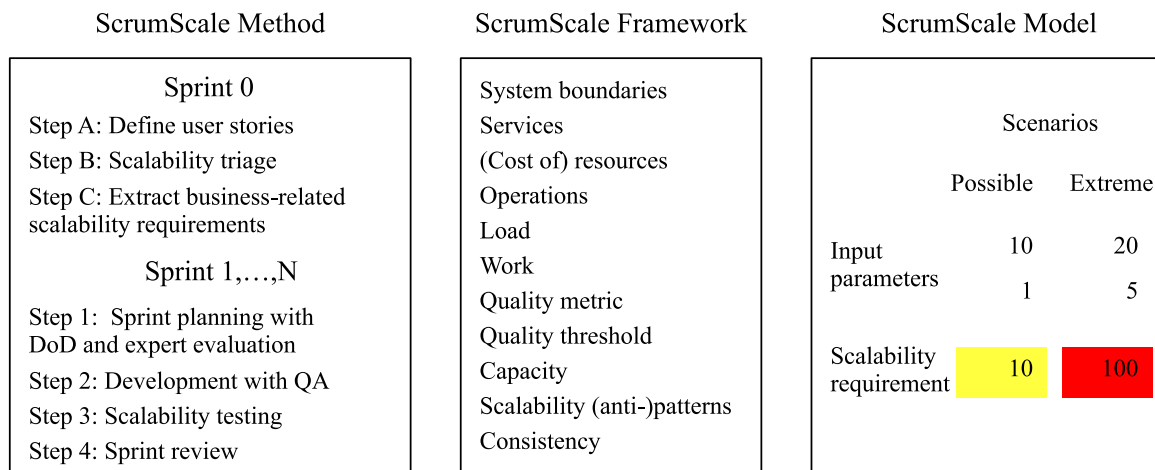 ScrumScale Method
Sprint 0
Step A: Define user stories
Step B: Scalability triage
Step C: Extract business-related
scalability requirements
Sprint 1,…,N
Step 1:  Sprint planning with
DoD and expert evaluation
Step 2: Development with QA
Step 3: Scalability testing
Step 4: Sprint review
ScrumScale Framework
System boundaries
Services
(Cost of) resources
Operations
Load
Work
Quality metric
Quality threshold
Capacity
Scalability (anti-)patterns
Consistency
ScrumScale Model
Scenarios
Possible Extreme
Input
parameters
10 20
1 5
Scalability
requirement
10 100